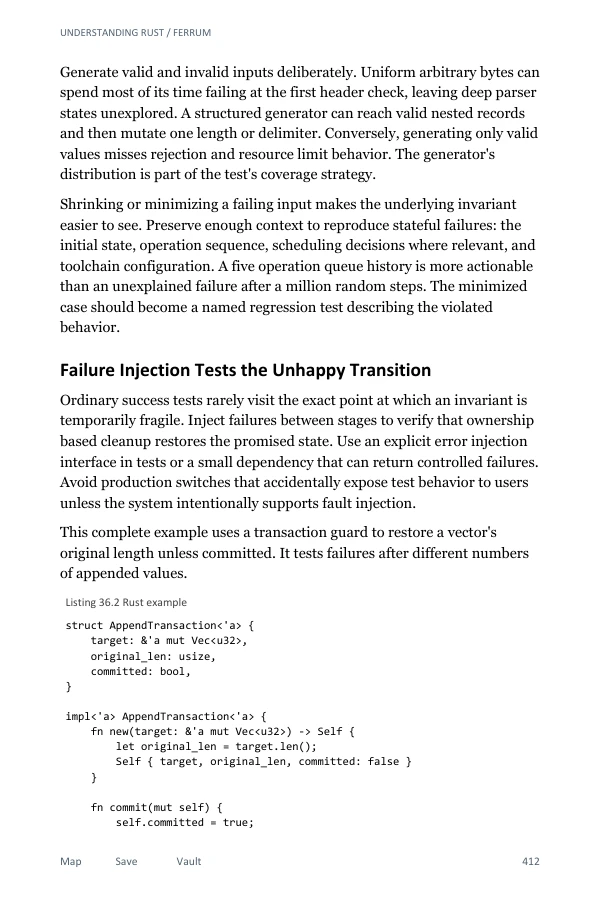 UNDERSTANDING RUST / FERRUM
Generate valid and invalid inputs deliberately. Uniform arbitrary bytes can
spend most of its time failing at the first header check, leaving deep parser
states unexplored. A structured generator can reach valid nested records
and then mutate one length or delimiter. Conversely, generating only valid
values misses rejection and resource limit behavior. The generator's
distribution is part of the test's coverage strategy.
Shrinking or minimizing a failing input makes the underlying invariant
easier to see. Preserve enough context to reproduce stateful failures: the
initial state, operation sequence, scheduling decisions where relevant, and
toolchain configuration. A five operation queue history is more actionable
than an unexplained failure after a million random steps. The minimized
case should become a named regression test describing the violated
behavior.
Failure Injection Tests the Unhappy Transition
Ordinary success tests rarely visit the exact point at which an invariant is
temporarily fragile. Inject failures between stages to verify that ownership
based cleanup restores the promised state. Use an explicit error injection
interface in tests or a small dependency that can return controlled failures.
Avoid production switches that accidentally expose test behavior to users
unless the system intentionally supports fault injection.
This complete example uses a transaction guard to restore a vector's
original length unless committed. It tests failures after different numbers
of appended values.
Listing 36.2 Rust example
struct AppendTransaction<'a> {
    target: &'a mut Vec<u32>,
    original_len: usize,
    committed: bool,
}
impl<'a> AppendTransaction<'a> {
    fn new(target: &'a mut Vec<u32>) -> Self {
        let original_len = target.len();
        Self { target, original_len, committed: false }
    }
    fn commit(mut self) {
        self.committed = true;
Map Save Vault 412